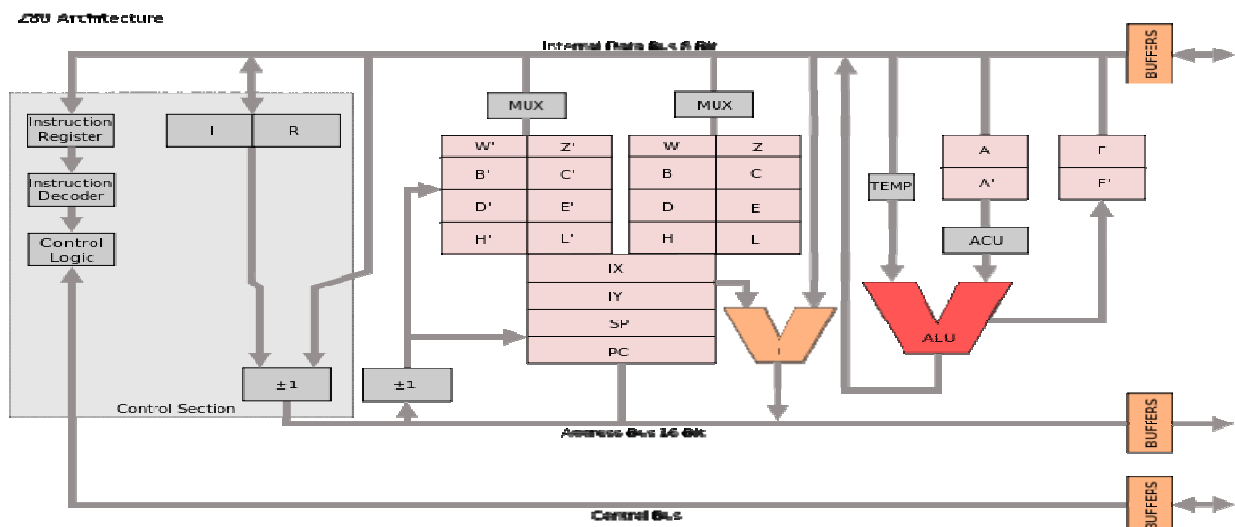 Z80 Architecture
Internal Data Bus 8 Bit
BUFFERS
MUX
MUX
Instruction
Register
I
R
W'
Z'
W
Z
A
B'
C'
B
C
A'
F'
Instruction
Decoder
TEMP
D'
E'
D
E
Control
Logic
H'
L'
H
L
ACU
IX
IY
SP
ALU
PC
±1
±1
Control Section
BUFFERS
Address Bus 16 Bit
BUFFERS
Control Bus